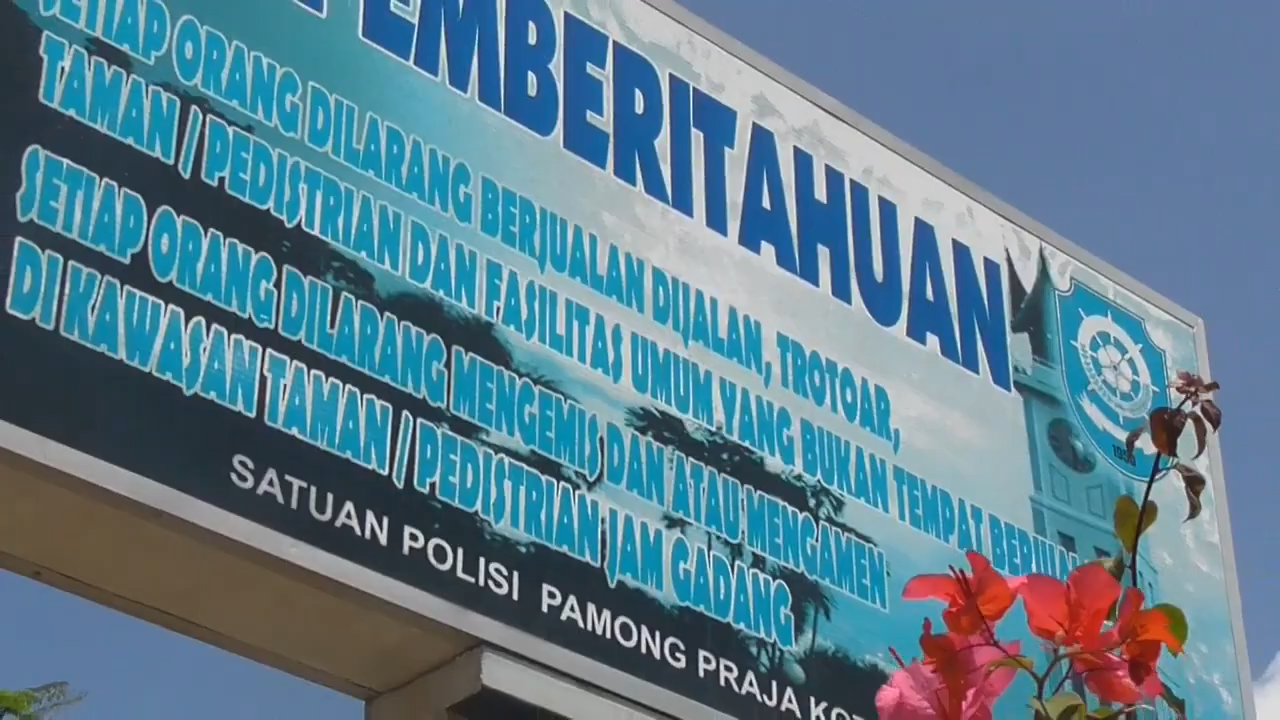 PEMBERITAHUAN
SETIAP ORANG DILARANG BERJUALAN DIJALAN, TROTOAR,
TAMAN / PEDISTRIAN DAN FASILITAS UMUM YANG BUKAN TEMPAT
SETIAP ORANG DILARANG MENGEMIS DAN ATAU MENGAMEN
DI KAWASAN TAMAN / PEDISTRIAN JAM GADANG
SATUAN POLISI PAMONG PRAJA